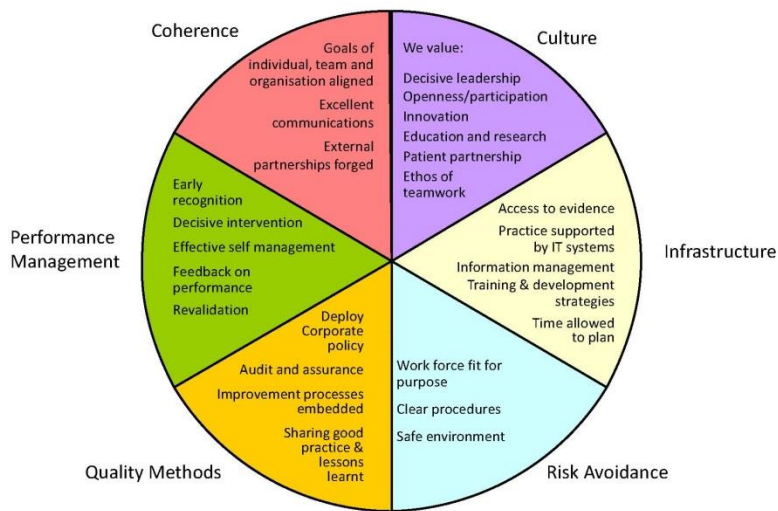 Coherence
Goals of
individual, team and
organisation aligned
Excellent
communications
External
partnerships forged
Culture
We value:
Decisive leadership
Openness/participation
Innovation
Education and research
Patient partnership
Ethos of
teamwork
Performance
Management
Early
recognition
Decisive intervention
Effective self management
Feedback on
performance
Revalidation
Infrastructure
Access to evidence
Practice supported
by IT systems
Information management
Training & development
strategies
Time allowed
to plan
Quality Methods
Deploy
Corporate
policy
Audit and assurance
Improvement processes
embedded
Sharing good
practice &
lessons
learnt
Risk Avoidance
Work force fit for
purpose
Clear procedures
Safe environment